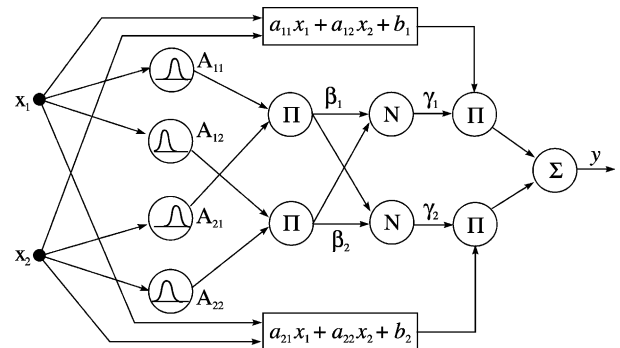 a₁₁x₁ + a₁₂x₂ + b₁
A₁₁
x₁
β₁
γ₁
Π
N
Π
A₁₂
y
Σ
A₂₁
Π
N
γ₂
Π
β₂
x₂
A₂₂
a₂₁x₁ + a₂₂x₂ + b₂